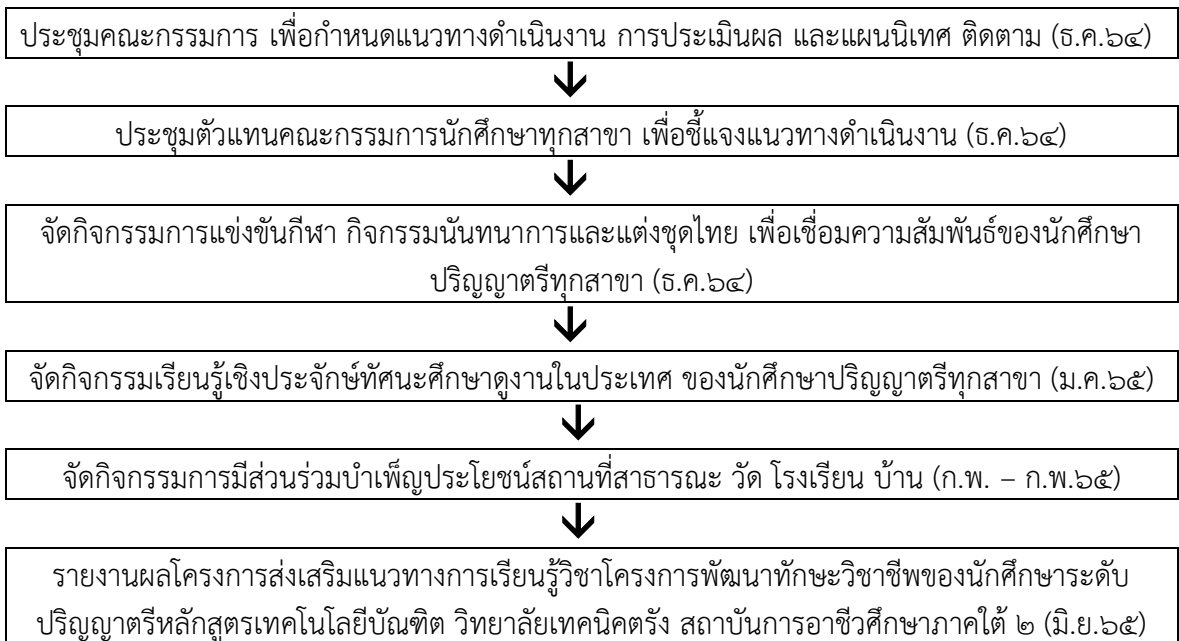 ประชุมคณะกรรมการ เพื่อกำหนดแนวทางดำเนินงาน การประเมินผล และแผนนิเทศ ติดตาม (ธ.ค.๖๔)
ประชุมตัวแทนคณะกรรมการนักศึกษาทุกสาขา เพื่อชี้แจงแนวทางดำเนินงาน (ธ.ค.๖๔)
จัดกิจกรรมการแข่งขันกีฬา กิจกรรมนันทนาการและแต่งชุดไทย เพื่อเชื่อมความสัมพันธ์ของนักศึกษา
ปริญญาตรีทุกสาขา (ธ.ค.๖๔)
จัดกิจกรรมเรียนรู้เชิงประจักษ์ทัศนะศึกษาดูงานในประเทศ ของนักศึกษาปริญญาตรีทุกสาขา (ม.ค.๖๕)
จัดกิจกรรมการมีส่วนร่วมบำเพ็ญประโยชน์สถานที่สาธารณะ วัด โรงเรียน บ้าน (ก.พ. – ก.พ.๖๕)
รายงานผลโครงการส่งเสริมแนวทางการเรียนรู้วิชาโครงการพัฒนาทักษะวิชาชีพของนักศึกษาระดับ
ปริญญาตรีหลักสูตรเทคโนโลยีบัณฑิต วิทยาลัยเทคนิคตรัง สถาบันการอาชีวศึกษาภาคใต้ ๒ (มิ.ย.๖๕)